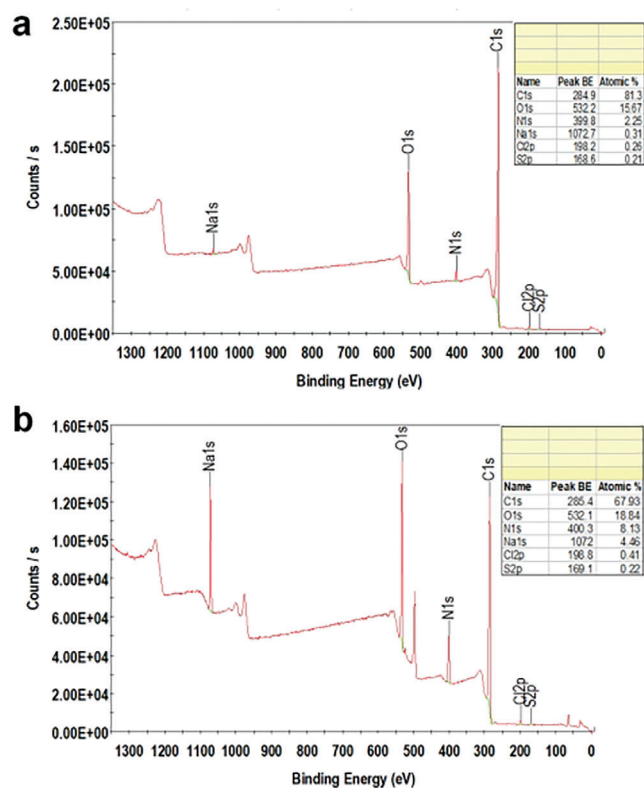 a
2.50E+05
2.00E+05
1.50E+05
1.00E+05
5.00E+04
0.00E+00
Counts / s
Na1s
O1s
N1s
C1s
Cl2p
S2p
Name Peak BE Atomic %
C1s 284.9 81.3
O1s 532.2 15.67
N1s 399.8 2.25
Na1s 1072.7 0.31
Cl2p 198.2 0.26
S2p 168.6 0.21
1300 1200 1100 1000 900 800 700 600 500 400 300 200 100 0
Binding Energy (eV)
b
1.60E+05
1.40E+05
1.20E+05
1.00E+05
8.00E+04
6.00E+04
4.00E+04
2.00E+04
0.00E+00
Counts / s
Na1s
O1s
N1s
C1s
Cl2p
S2p
Name Peak BE Atomic %
C1s 285.4 67.93
O1s 532.1 18.84
N1s 400.3 8.13
Na1s 1072 4.46
Cl2p 198.8 0.41
S2p 169.1 0.22
1300 1200 1100 1000 900 800 700 600 500 400 300 200 100 0
Binding Energy (eV)